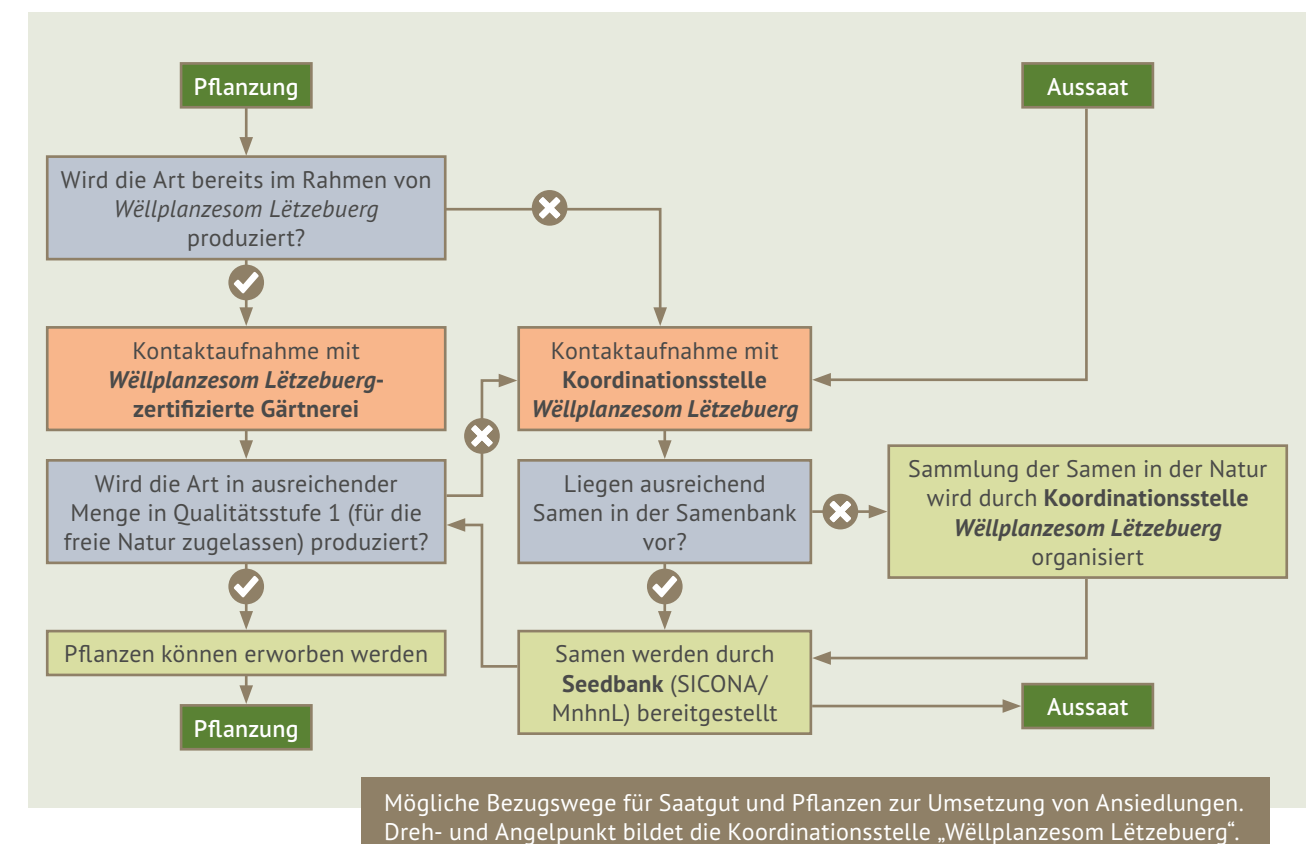 Pflanzung
Aussaat
Wird die Art bereits im Rahmen von
Wëllplanzesom Lëtzebuerg
produziert?
Kontaktaufnahme mit
Wëllplanzesom Lëtzebuerg-
zertifizierte Gärtnerei
Kontaktaufnahme mit
Koordinationsstelle
Wëllplanzesom Lëtzebuerg
Wird die Art in ausreichender
Menge in Qualitätsstufe 1 (für die
freie Natur zugelassen) produziert?
Liegen ausreichend
Samen in der Samenbank
vor?
Sammlung der Samen in der Natur
wird durch Koordinationsstelle
Wëllplanzesom Lëtzebuerg
organisiert
Pflanzen können erworben werden
Samen werden durch
Seedbank (SICONA/
MnhnL) bereitgestellt
Pflanzung
Aussaat
Mögliche Bezugswege für Saatgut und Pflanzen zur Umsetzung von Ansiedlungen.
Dreh- und Angelpunkt bildet die Koordinationsstelle „Wëllplanzesom Lëtzebuerg“.